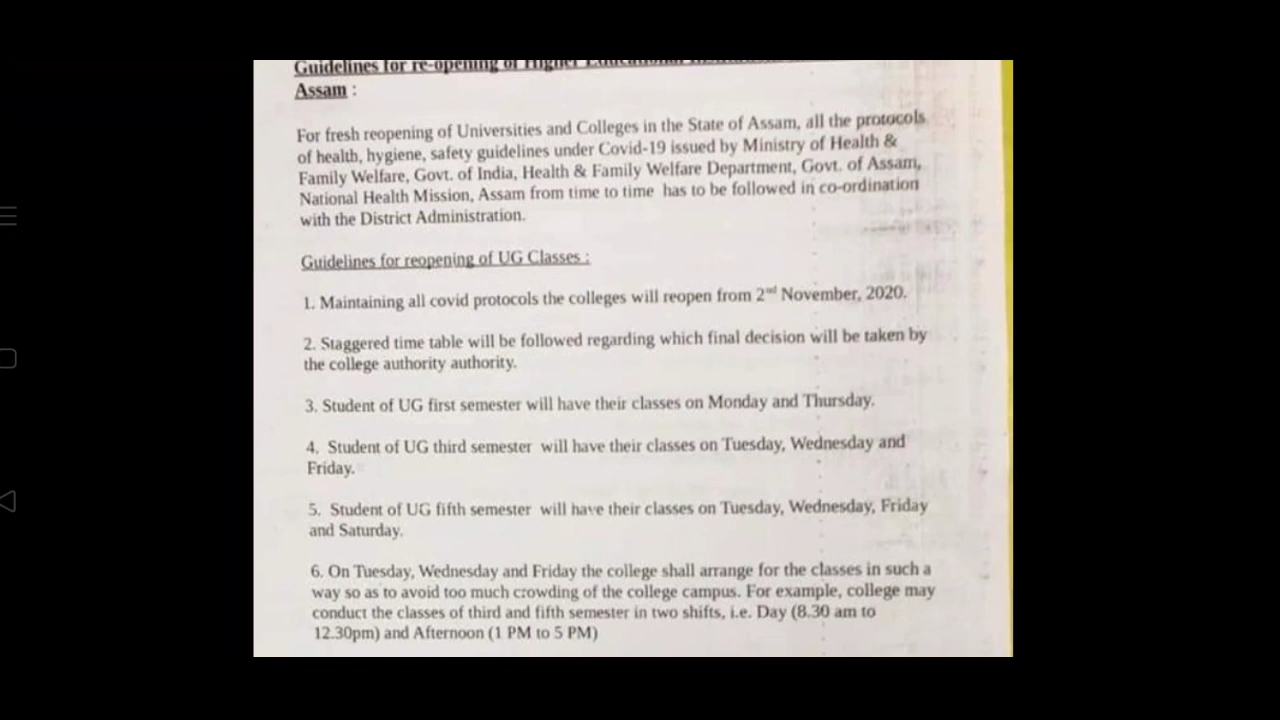 Guidelines for re-opening of Higher Educational
Assam :
For fresh reopening of Universities and Colleges in the State of Assam, all the protocols
of health, hygiene, safety guidelines under Covid-19 issued by Ministry of Health &
Family Welfare, Govt. of India, Health & Family Welfare Department, Govt. of Assam,
National Health Mission, Assam from time to time has to be followed in co-ordination
with the District Administration.
Guidelines for reopening of UG Classes :
1. Maintaining all covid protocols the colleges will reopen from 2nd November, 2020.
2. Staggered time table will be followed regarding which final decision will be taken by
the college authority authority.
3. Student of UG first semester will have their classes on Monday and Thursday.
4. Student of UG third semester will have their classes on Tuesday, Wednesday and
Friday.
5. Student of UG fifth semester will have their classes on Tuesday, Wednesday, Friday
and Saturday.
6. On Tuesday, Wednesday and Friday the college shall arrange for the classes in such a
way so as to avoid too much crowding of the college campus. For example, college may
conduct the classes of third and fifth semester in two shifts, i.e. Day (8.30 am to
12.30pm) and Afternoon (1 PM to 5 PM)